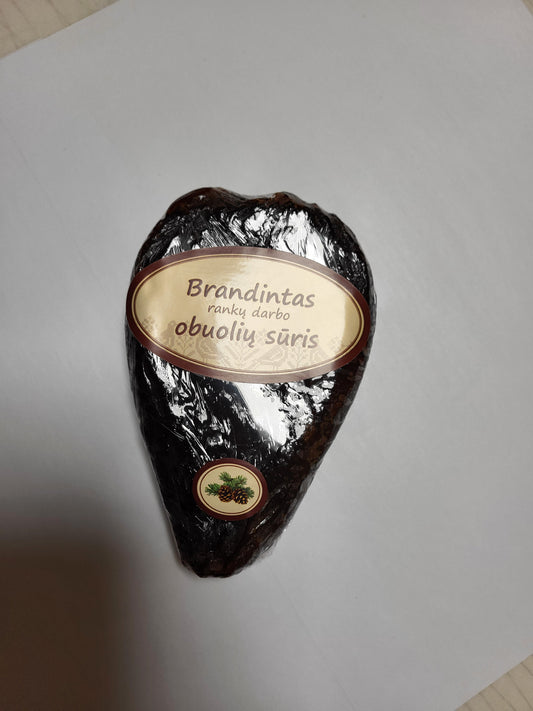 Brandintas
rankų darbo
obuolių sūris